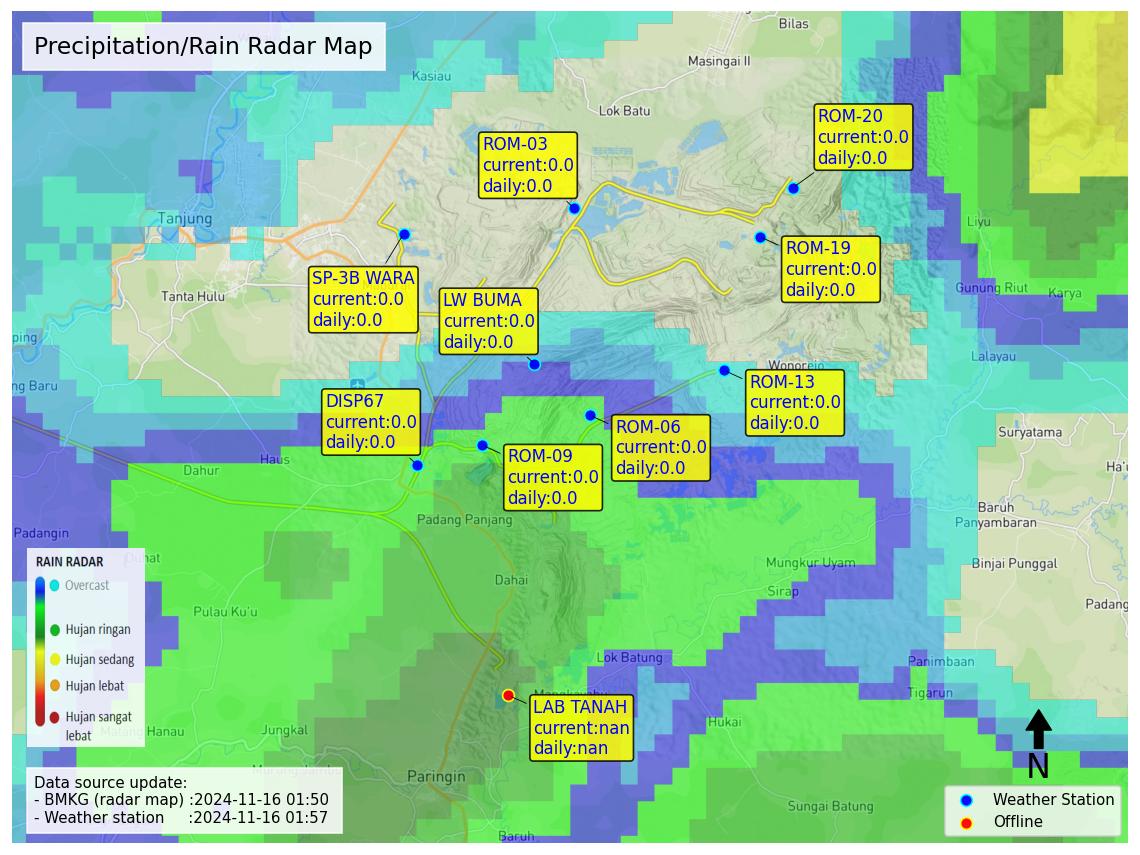 Precipitation/Rain Radar Map
Bilas
Masingai II
Kasiau
Lok Batu
ROM-20
current:0.0
daily:0.0
ROM-03
current:0.0
daily:0.0
Tanjung
Liyu
ROM-19
current:0.0
daily:0.0
SP-3B WARA
current:0.0
daily:0.0
Gunung Riut
Karya
Tanta Hulu
LW BUMA
current:0.0
daily:0.0
ping
Lalayau
Wonorejo
ng Baru
ROM-13
current:0.0
daily:0.0
DISP67
current:0.0
daily:0.0
ROM-06
current:0.0
daily:0.0
Suryatama
ROM-09
current:0.0
daily:0.0
Haus
Dahur
Ha'u
Baruh
Panyambaran
Padang Panjang
Padangin
Binjai Punggal
Mungkur Uyam
Dahai
Sirap
Padang
Pulau Ku'u
RAIN RADAR
Overcast
Hujan ringan
Hujan sedang
Hujan lebat
Hujan sangat
lebat
Lok Batung
Panimbaan
Tigarun
LAB TANAH
current:nan
daily:nan
Hukai
Hanau
Jungkal
Paringin
N
Data source update:
- BMKG (radar map) :2024-11-16 01:50
- Weather station :2024-11-16 01:57
Sungai Batung
Weather Station
Offline
Baruh